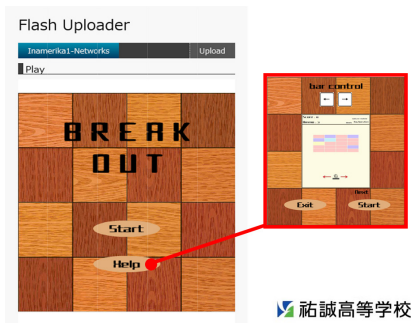 Flash Uploader
Inamerika1-Networks
Upload
Play
BREAK
OUT
Start
Help
bar control
← →
← →
Next
Exit
Start
祐誠高等学校